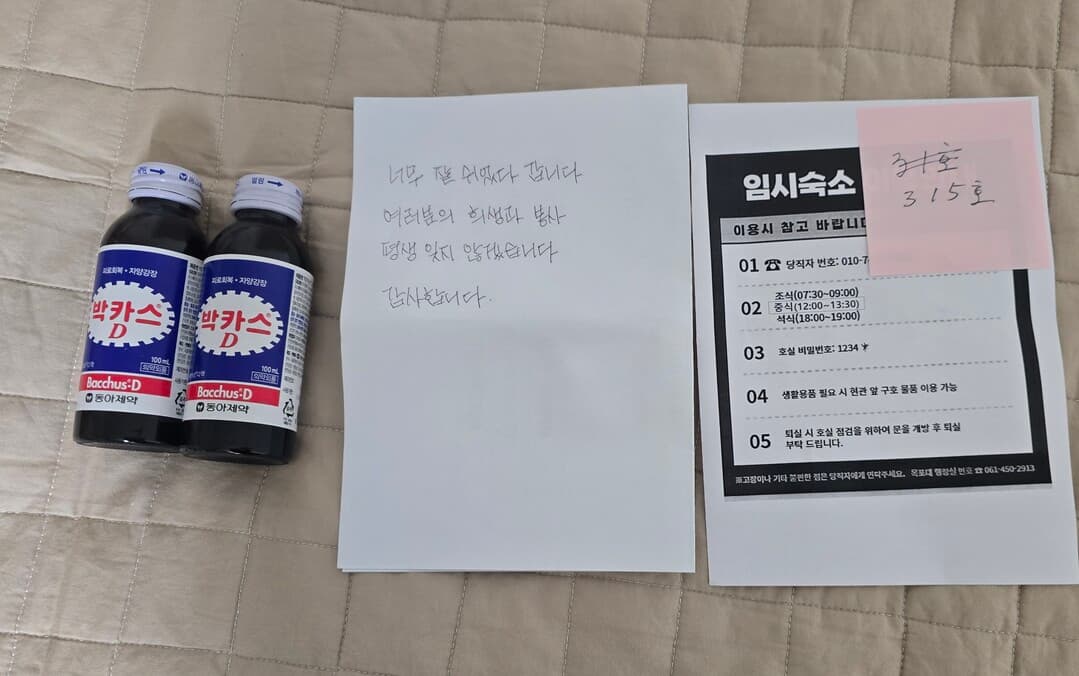 피로회복 • 자양강장
박카스
D
100mL
의약외품
Bacchus-D
동아제약
피로회복 • 자양강장
박카스
D
100mL
의약외품
Bacchus-D
동아제약
너무 잘 쉬었다 갑니다
여러분의 희생과 봉사
평생 잊지 않겠습니다
감사합니다.
315호
임시숙소
이용시 참고 바랍니다
01 ☎ 당직자 번호: 010-7
02 조식(07:30~09:00)
중식(12:00~13:30)
석식(18:00~19:00)
03 호실 비밀번호: 1234 *
04 생활용품 필요 시 현관 앞 구호 물품 이용 가능
05 퇴실 시 호실 점검을 위하여 문을 개방 후 퇴실
부탁 드립니다.
※고장이나 기타 불편한 점은 당직자에게 연락주세요. 목포대 행정실 번호 ☎ 061-450-2913